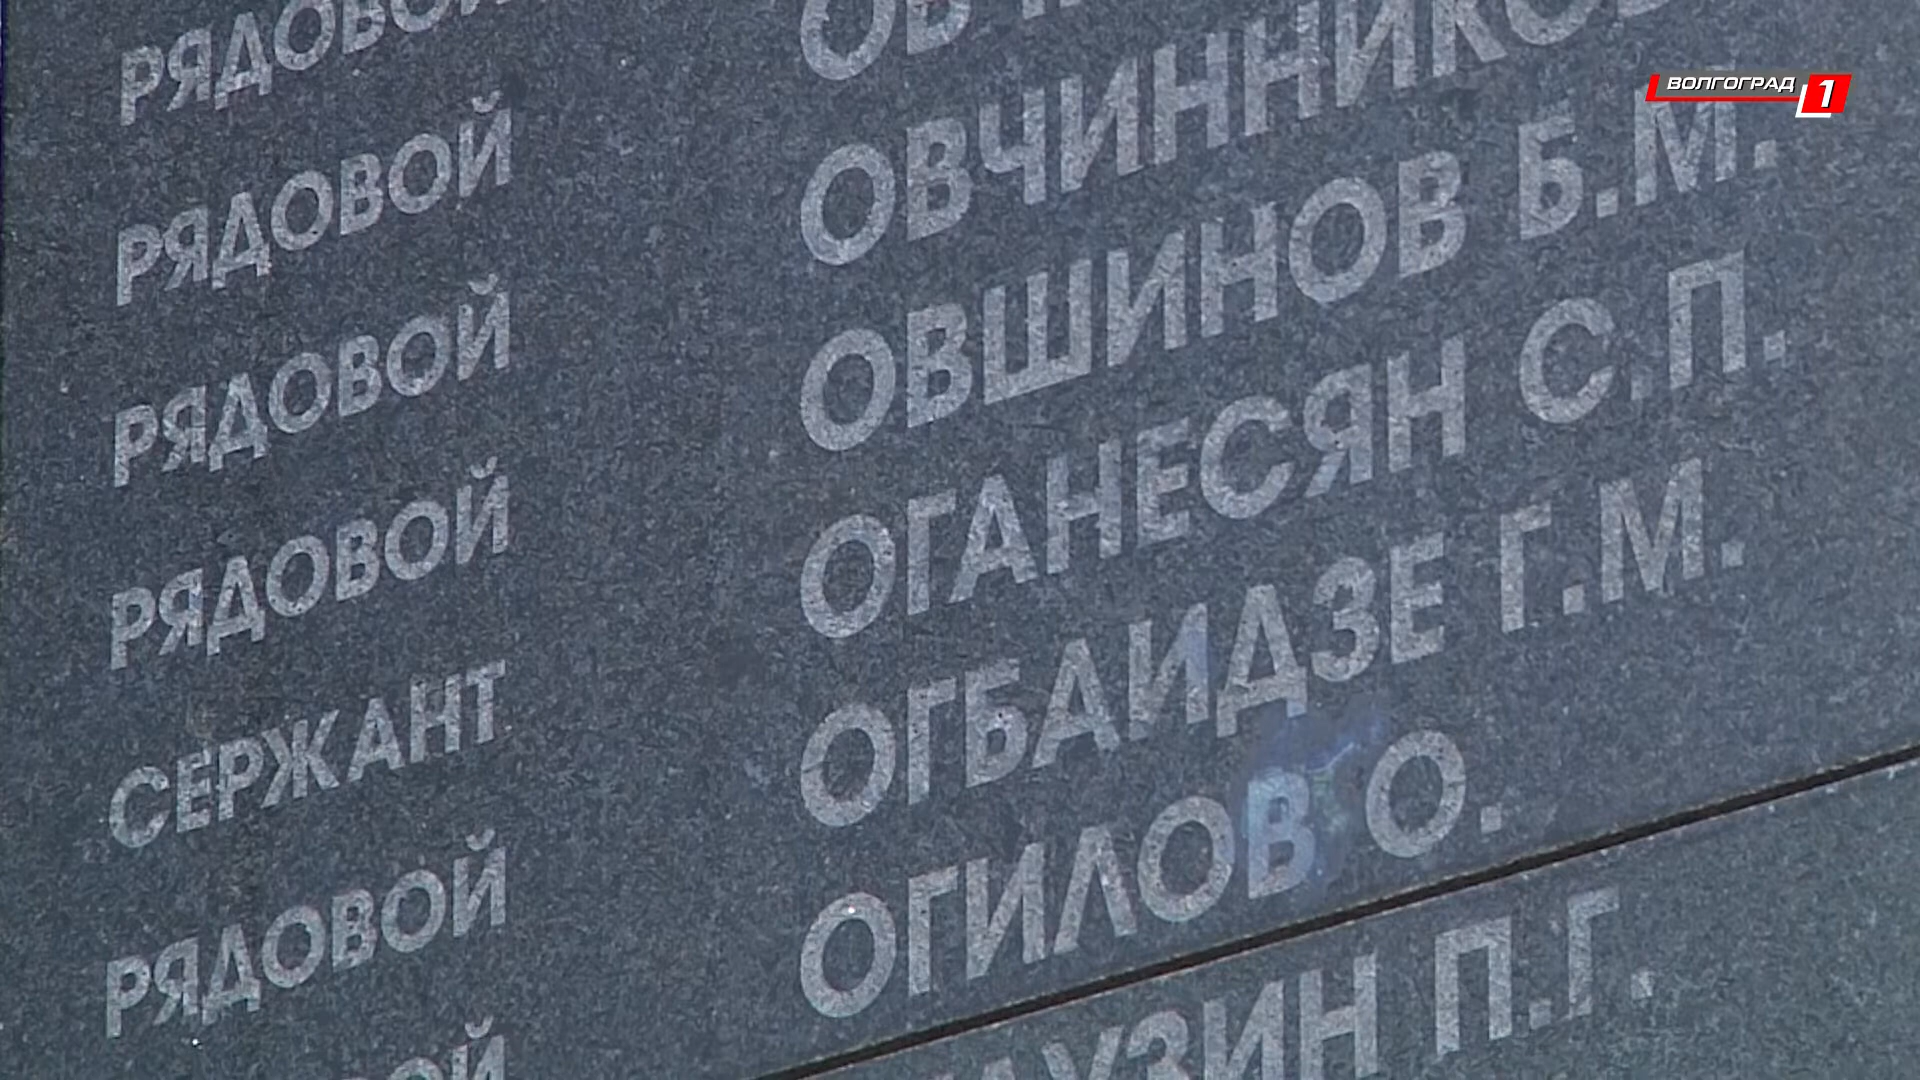 РЯДОВОЙ
РЯДОВОЙ
РЯДОВОЙ ОВЧИННИКОВ
РЯДОВОЙ ОВШИНОВ Б.М.
СЕРЖАНТ ОГАНЕСЯН С.П.
РЯДОВОЙ ОГБАИДЗЕ Г.М.
ОГИЛОВ О.
П.Г.
ВОЛГОГРАД 1